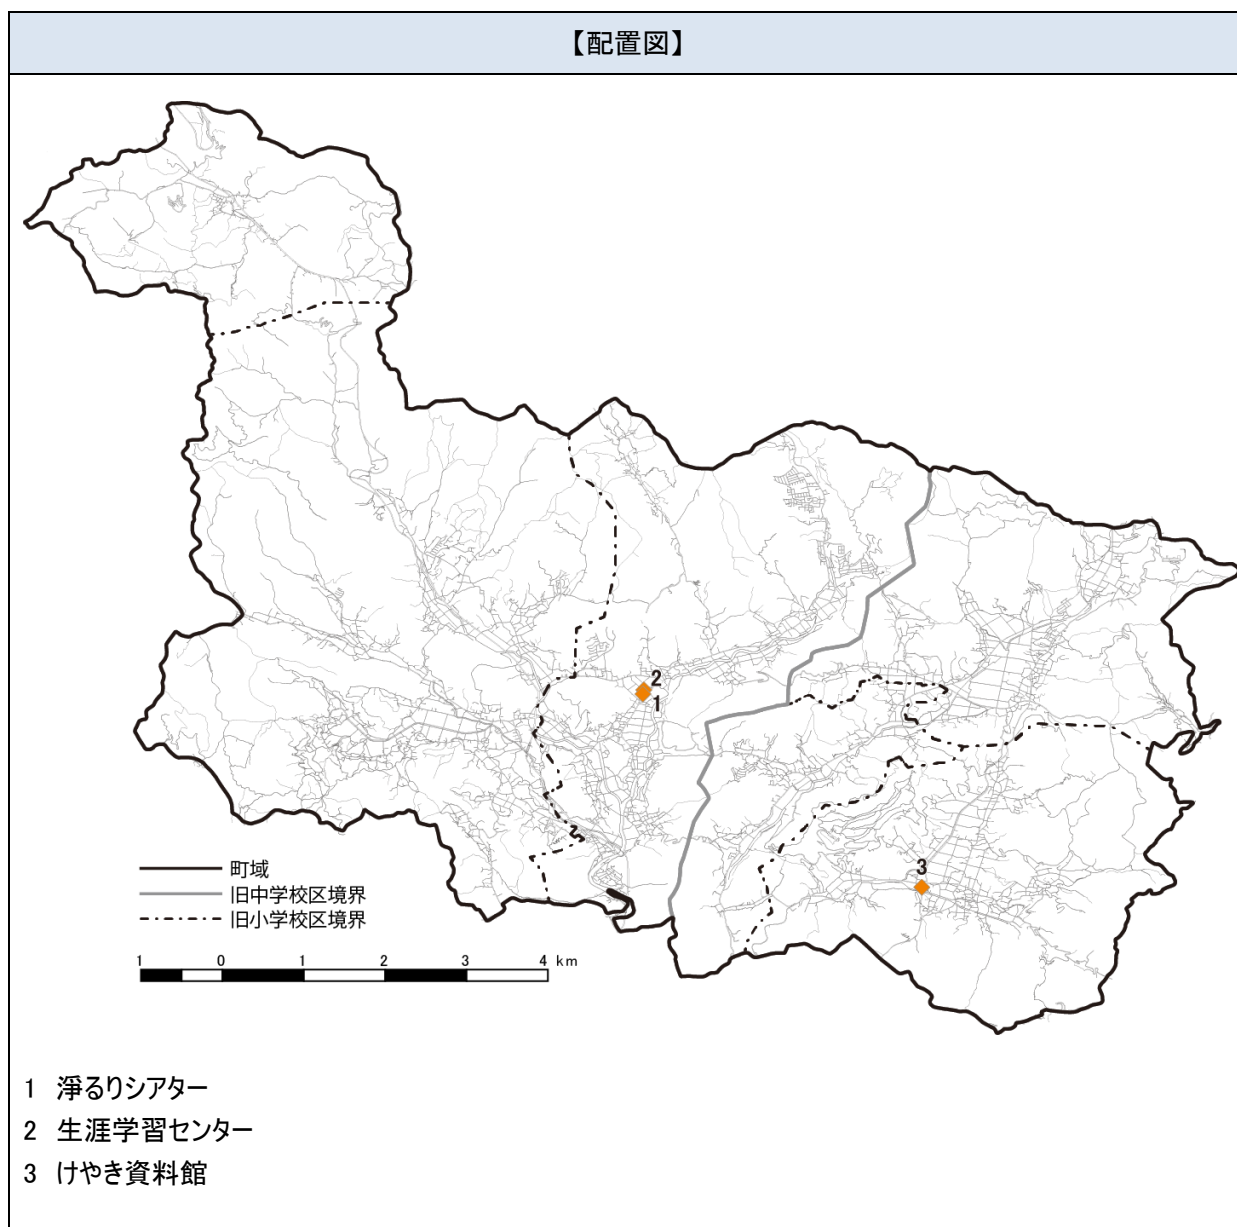 【配置図】
2
1
3
町域
旧中学校区境界
旧小学校区境界
1 0 1 2 3 4 km
1 浄るりシアター
2 生涯学習センター
3 けやき資料館